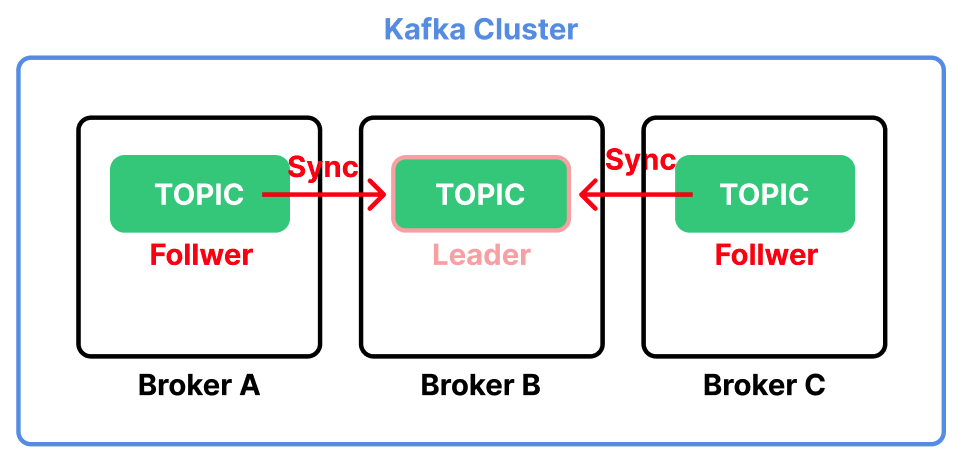 Kafka Cluster
Sync
Sync
TOPIC
TOPIC
TOPIC
Follwer
Leader
Follwer
Broker A
Broker B
Broker C